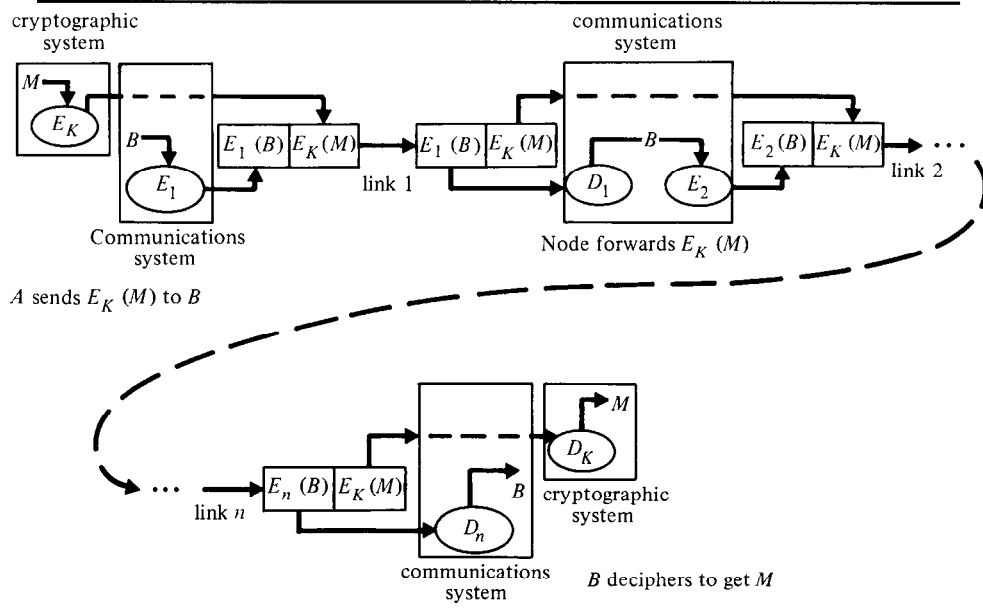 cryptographic
system
communications
system
M
E_K
B
E_1
E_1 (B) E_K(M)
link 1
E_1 (B) E_K(M)
B
D_1
E_2
E_2(B) E_K(M)
link 2
...
Communications
system
Node forwards E_K (M)
A sends E_K (M) to B
...
link n
E_n (B) E_K(M)
B
D_n
communications
system
M
D_K
cryptographic
system
B deciphers to get M